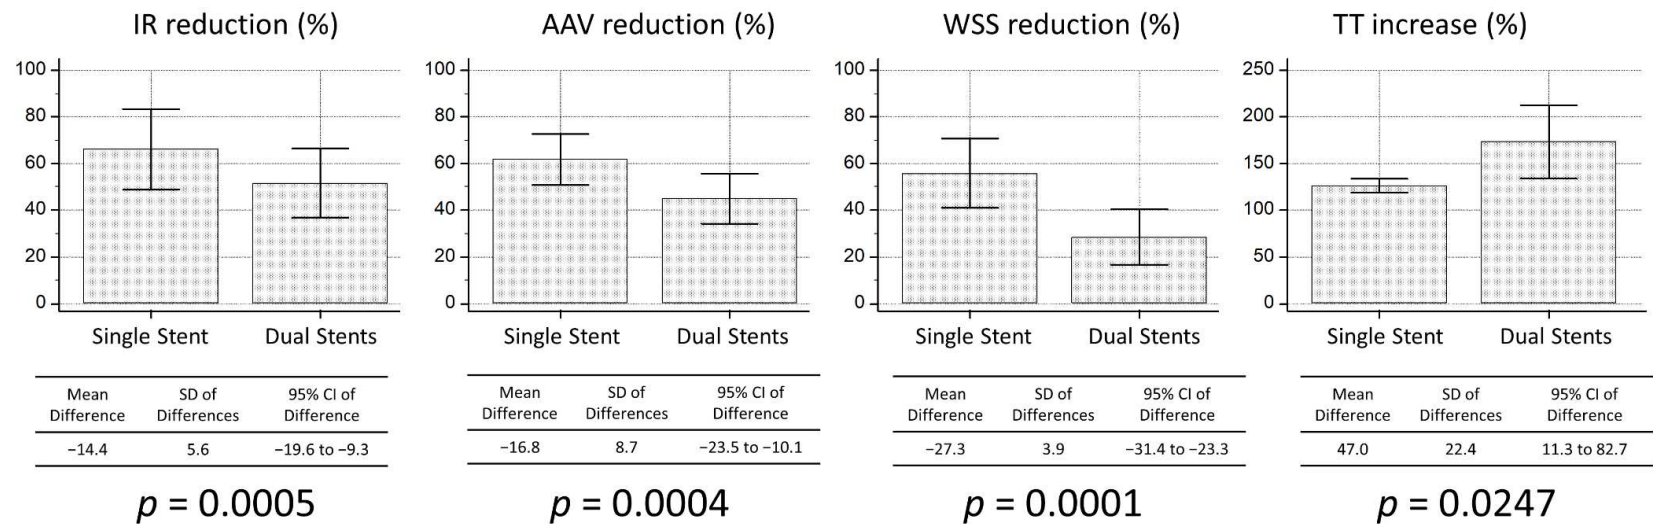 IR reduction (%)
100
80
60
40
20
0
Single Stent Dual Stents
Mean Difference SD of Differences 95% CI of Difference
−14.4 5.6 −19.6 to −9.3
p = 0.0005
AAV reduction (%)
100
80
60
40
20
0
Single Stent Dual Stents
Mean Difference SD of Differences 95% CI of Difference
−16.8 8.7 −23.5 to −10.1
p = 0.0004
WSS reduction (%)
100
80
60
40
20
0
Single Stent Dual Stents
Mean Difference SD of Differences 95% CI of Difference
−27.3 3.9 −31.4 to −23.3
p = 0.0001
TT increase (%)
250
200
150
100
50
0
Single Stent Dual Stents
Mean Difference SD of Differences 95% CI of Difference
47.0 22.4 11.3 to 82.7
p = 0.0247